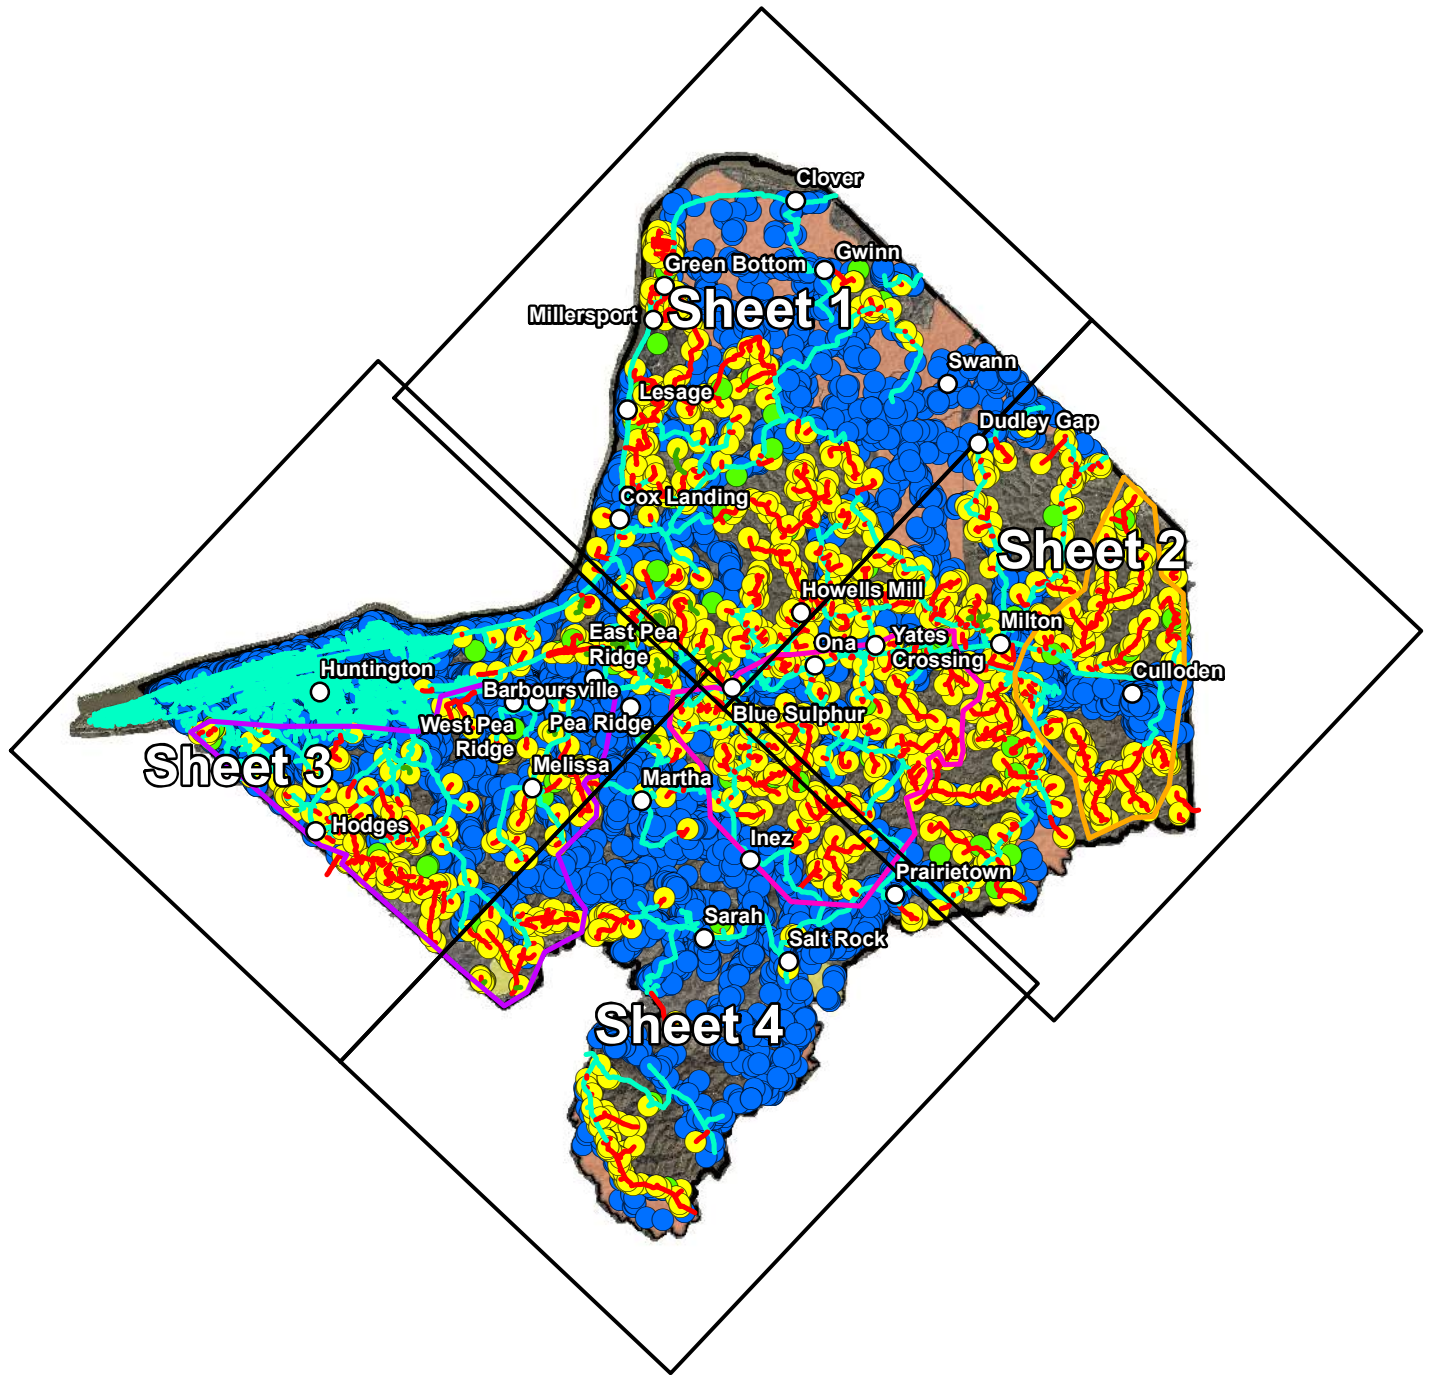 Clover
Gwinn
Green Bottom
Sheet 1
Millersport
Swann
Lesage
Dudley Gap
Cox Landing
Sheet 2
Howells Mill
Milton
East Pea
Ridge
Ona
Yates
Crossing
Huntington
Culloden
Barboursville
West Pea
Ridge
Pea Ridge
Blue Sulphur
Sheet 3
Melissa
Martha
Hodges
Inez
Prairietown
Sarah
Salt Rock
Sheet 4